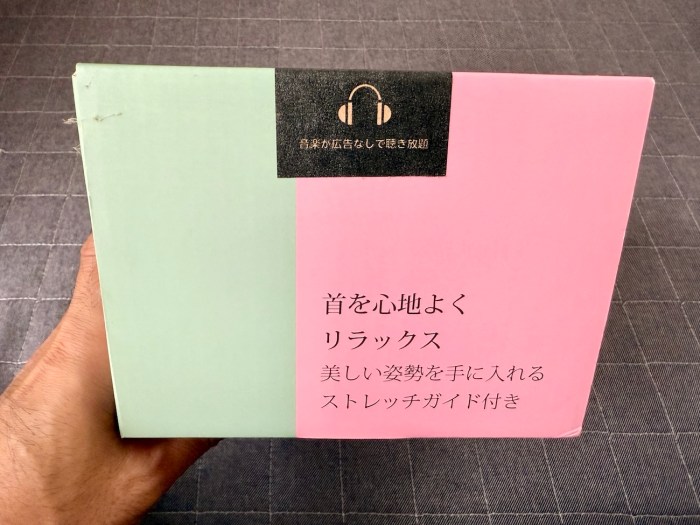 音楽が広告なしで聴き放題
首を心地よく
リラックス
美しい姿勢を手に入れる
ストレッチガイド付き